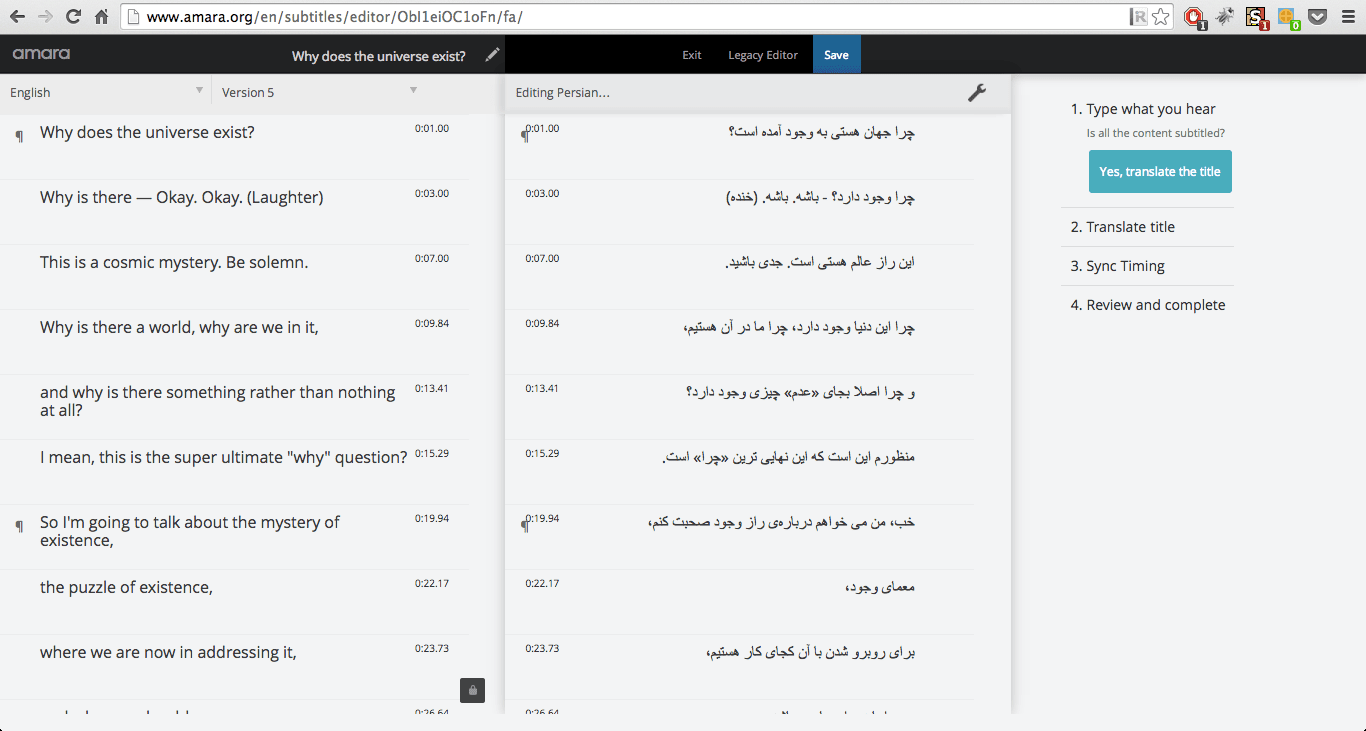 www.amara.org/en/subtitles/editor/ObI1eiOC1oFn/fa/
amara
Why does the universe exist?
Exit
Legacy Editor
Save
English
Version 5
Editing Persian...
¶ Why does the universe exist? 0:01.00
Why is there — Okay. Okay. (Laughter) 0:03.00
This is a cosmic mystery. Be solemn. 0:07.00
Why is there a world, why are we in it, 0:09.84
and why is there something rather than nothing 0:13.41
at all?
I mean, this is the super ultimate "why" question? 0:15.29
¶ So I'm going to talk about the mystery of 0:19.94
existence,
the puzzle of existence, 0:22.17
where we are now in addressing it, 0:23.73
0:26.64
¶ 0:01.00 چرا جهان هستی به وجود آمده است؟
0:03.00 چرا وجود دارد؟ - باشه. باشه. (خنده)
0:07.00 این راز عالم هستی است. جدی باشید.
0:09.84 چرا این دنیا وجود دارد، چرا ما در آن هستیم،
0:13.41 و چرا اصلا بجای «عدم» چیزی وجود دارد؟
0:15.29 منظورم این است که این نهایی ترین «چرا» است.
¶ 0:19.94 خب، من می خواهم درباره‌ی راز وجود صحبت کنم،
0:22.17 معمای وجود،
0:23.73 برای روبرو شدن با آن کجای کار هستیم،
0:26.64
1. Type what you hear
Is all the content subtitled?
Yes, translate the title
2. Translate title
3. Sync Timing
4. Review and complete